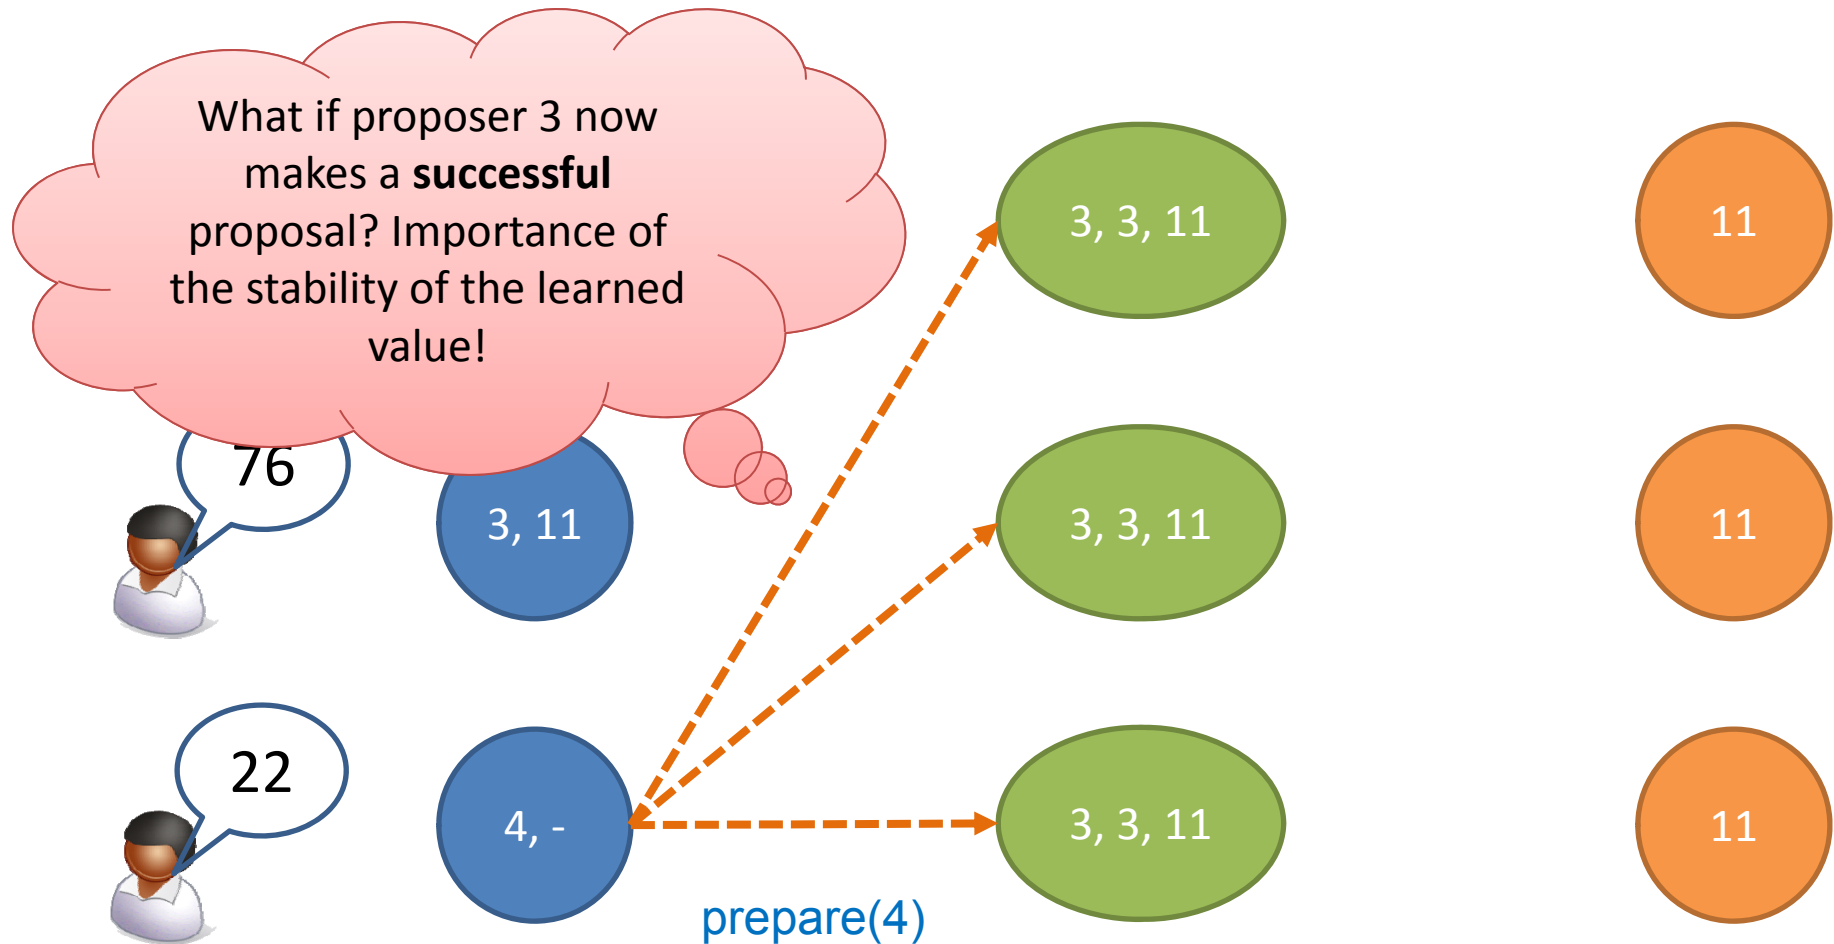 What if proposer 3 now
makes a successful
proposal? Importance of
the stability of the learned
value!
3, 3, 11
11
76
3, 11
3, 3, 11
11
22
4, -
3, 3, 11
11
prepare(4)